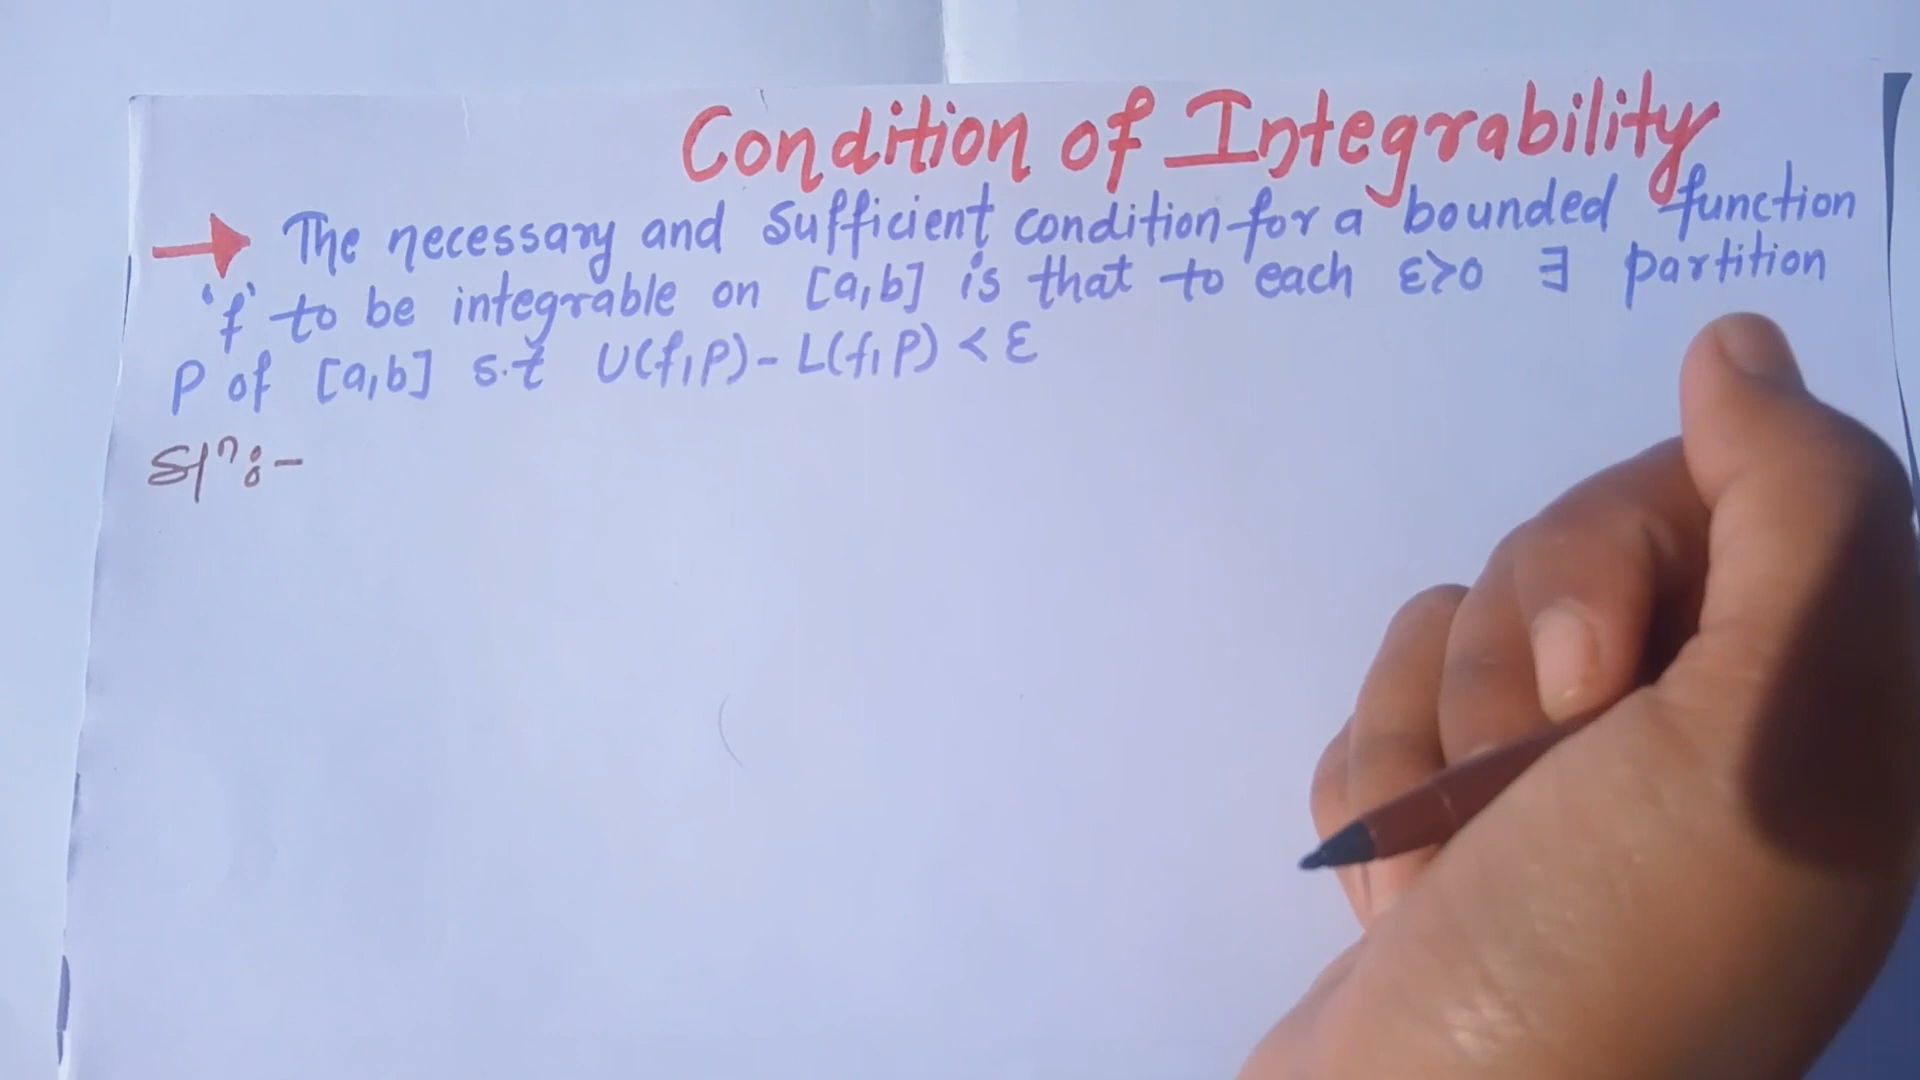 Condition of Integrability
→ The necessary and sufficient condition for a bounded function
'f' to be integrable on [a,b] is that to each ε>0 ∃ partition
P of [a,b] s.t U(f,P) - L(f,P) < ε
Slⁿ:-